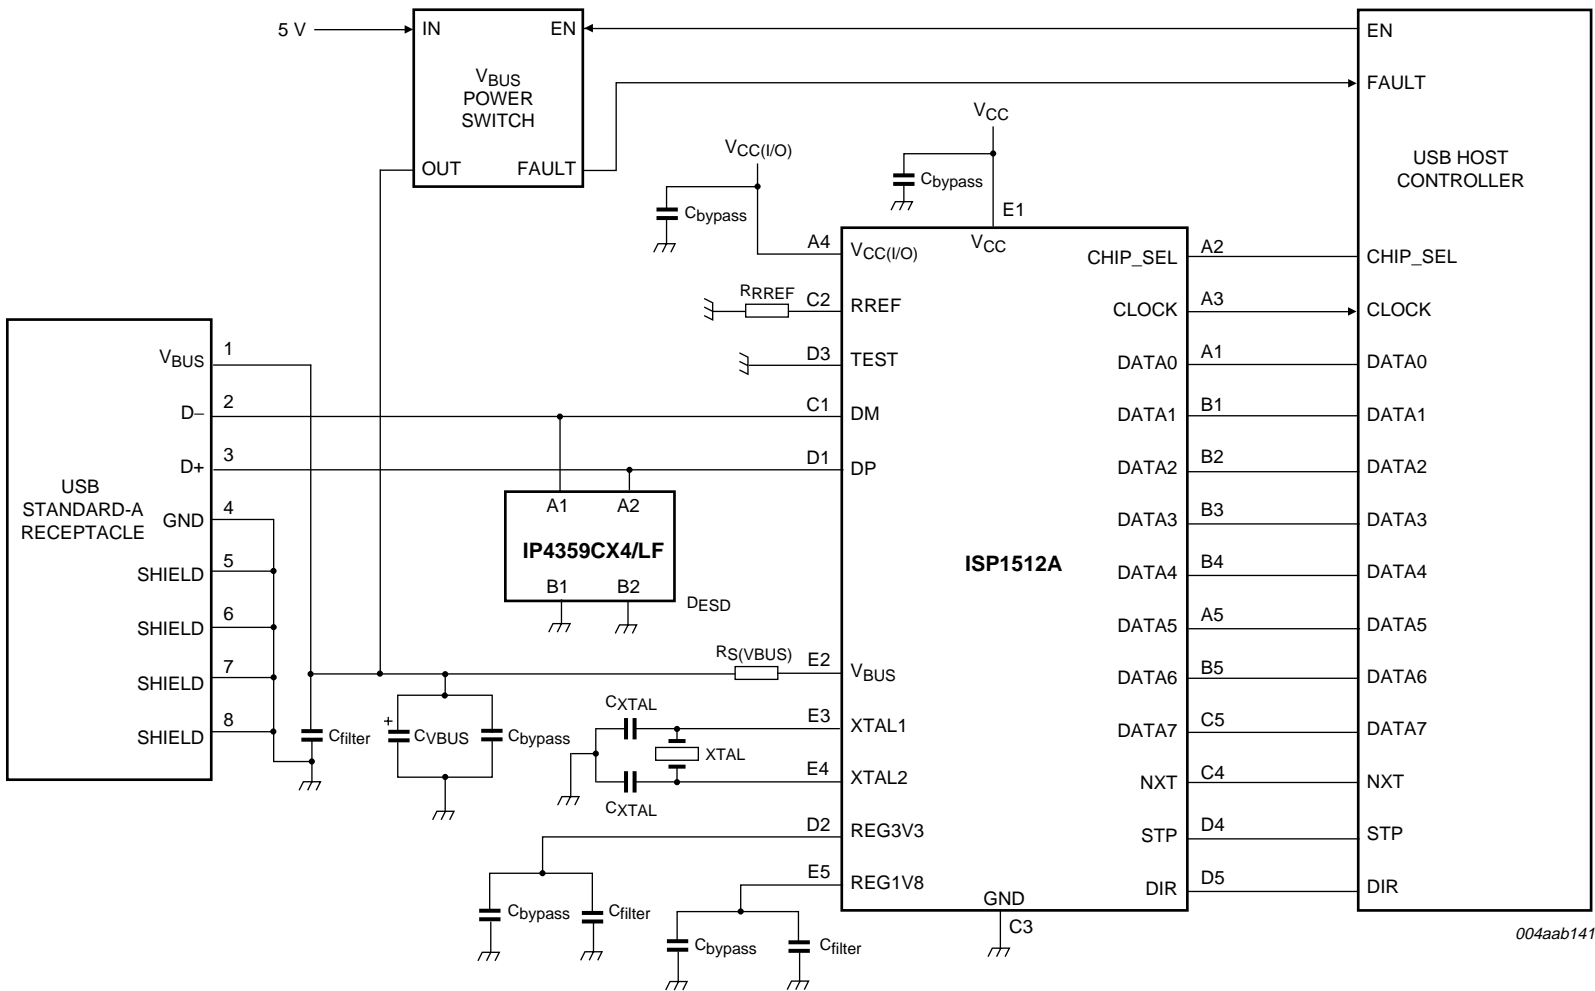 5 V
IN
EN
VBUS
POWER
SWITCH
OUT
FAULT
EN
FAULT
USB HOST
CONTROLLER
CHIP_SEL
CLOCK
DATA0
DATA1
DATA2
DATA3
DATA4
DATA5
DATA6
DATA7
NXT
STP
DIR
VCC(I/O)
Cbypass
VCC
Cbypass
E1
VCC
A4
VCC(I/O)
RRREF
C2
RREF
D3
TEST
C1
DM
D1
DP
ISP1512A
RS(VBUS)
E2
VBUS
E3
XTAL1
E4
XTAL2
D2
REG3V3
E5
REG1V8
GND
C3
CHIP_SEL
A2
CLOCK
A3
DATA0
A1
DATA1
B1
DATA2
B2
DATA3
B3
DATA4
B4
DATA5
A5
DATA6
B5
DATA7
C5
NXT
C4
STP
D4
DIR
D5
USB
STANDARD-A
RECEPTACLE
VBUS
1
D−
2
D+
3
GND
4
SHIELD
5
SHIELD
6
SHIELD
7
SHIELD
8
A1
A2
IP4359CX4/LF
B1
B2
DESD
Cfilter
+
CVBUS
Cbypass
CXTAL
XTAL
CXTAL
Cbypass
Cfilter
Cbypass
Cfilter
004aab141